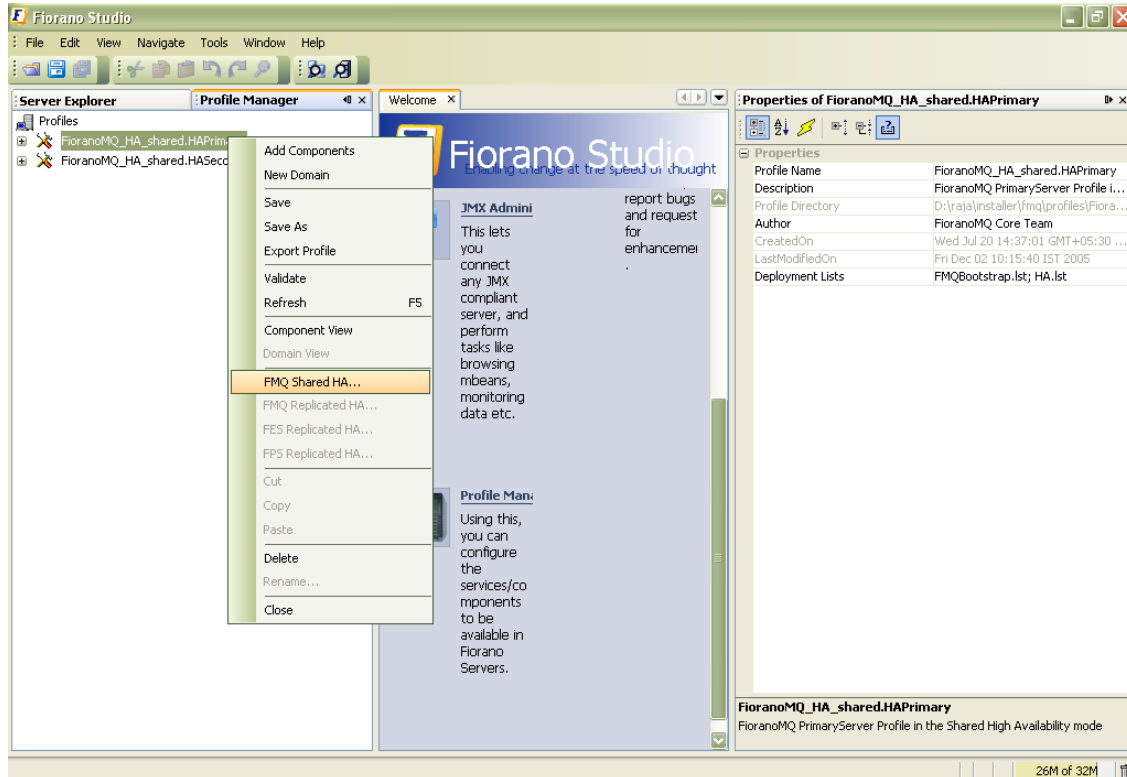 Fiorano Studio
File Edit View Navigate Tools Window Help
Server Explorer
Profile Manager
Profiles
FioranoMQ_HA_shared.HAPrim
FioranoMQ_HA_shared.HASec
Add Components
New Domain
Save
Save As
Export Profile
Validate
Refresh F5
Component View
Domain View
FMQ Shared HA...
FMQ Replicated HA...
FES Replicated HA...
FPS Replicated HA...
Cut
Copy
Paste
Delete
Rename...
Close
Welcome
Fiorano Studio
Enabling change at the speed of thought
JMX Admini
This lets
you
connect
any JMX
compliant
server, and
perform
tasks like
browsing
mbeans,
monitoring
data etc.
report bugs
and request
for
enhancemei
.
Profile Mana
Using this,
you can
configure
the
services/co
mponents
to be
available in
Fiorano
Servers.
Properties of FioranoMQ_HA_shared.HAPrimary
Properties
Profile Name FioranoMQ_HA_shared.HAPrimary
Description FioranoMQ PrimaryServer Profile i...
Profile Directory D:\raja\installer\fmq\profiles\Fiora...
Author FioranoMQ Core Team
CreatedOn Wed Jul 20 14:37:01 GMT+05:30 ...
LastModifiedOn Fri Dec 02 10:15:40 IST 2005
Deployment Lists FMQBootstrap.lst; HA.lst
FioranoMQ_HA_shared.HAPrimary
FioranoMQ PrimaryServer Profile in the Shared High Availability mode
26M of 32M